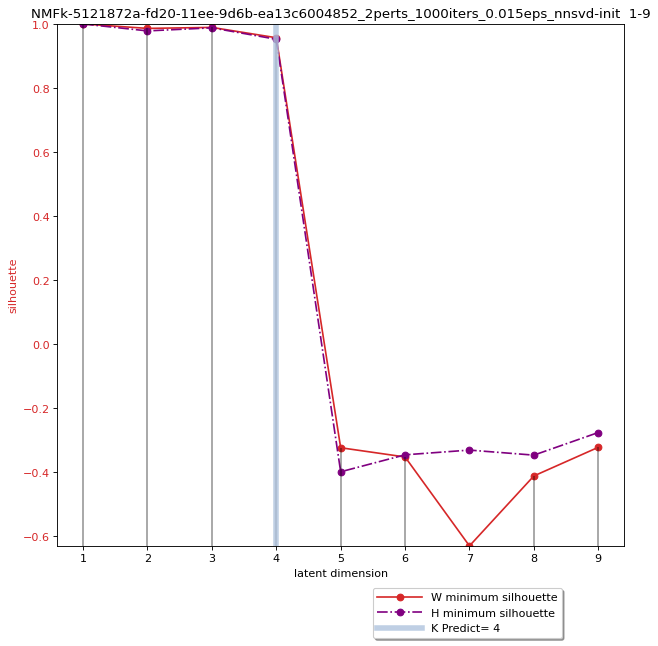 NMFk-5121872a-fd20-11ee-9d6b-ea13c6004852_2perts_1000iters_0.015eps_nnsvd-init 1-9
1.0
0.8
0.6
0.4
0.2
0.0
−0.2
−0.4
−0.6
silhouette
1 2 3 4 5 6 7 8 9
latent dimension
W minimum silhouette
H minimum silhouette
K Predict= 4